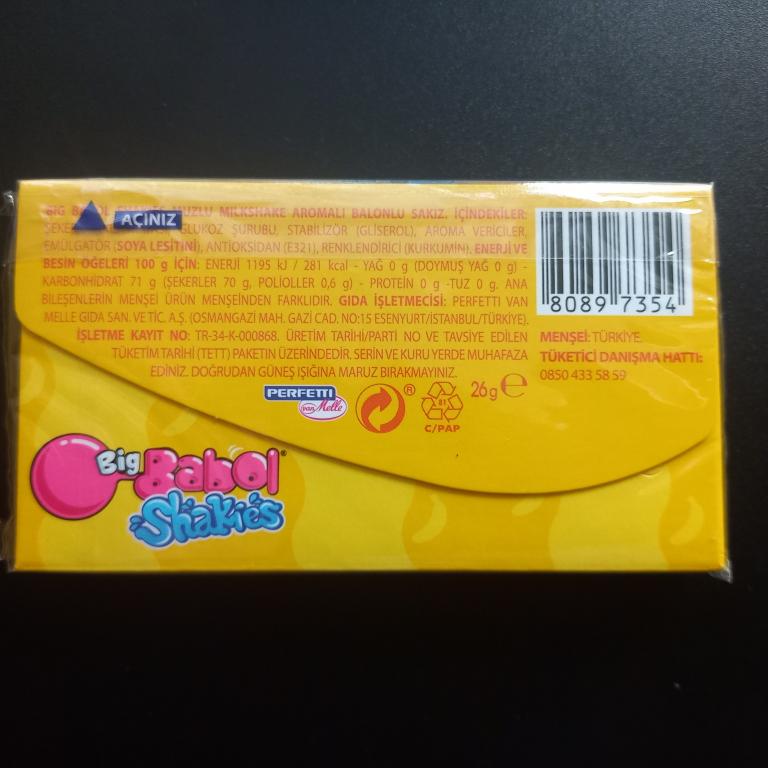 BIG BABOL SHAKIES MUZLU MILKSHAKE AROMALI BALONLU SAKIZ. İÇİNDEKİLER:
AÇINIZ
GLUKOZ ŞURUBU, STABİLİZÖR (GLİSEROL), AROMA VERİCİLER,
EMÜLGATÖR (SOYA LESİTİNİ), ANTİOKSİDAN (E321), RENKLENDİRİCİ (KURKUMİN). ENERJİ VE
BESİN ÖĞELERİ 100 g İÇİN: ENERJİ 1195 kJ / 281 kcal - YAĞ 0 g (DOYMUŞ YAĞ 0 g) -
KARBONHİDRAT 71 g (ŞEKERLER 70 g, POLİOLLER 0,6 g) - PROTEİN 0 g -TUZ 0 g. ANA
BİLEŞENLERİN MENŞEİ ÜRÜN MENŞEİNDEN FARKLIDIR. GIDA İŞLETMECİSİ: PERFETTI VAN
MELLE GIDA SAN. VE TİC. A.Ş. (OSMANGAZİ MAH. GAZİ CAD. NO:15 ESENYURT/İSTANBUL/TÜRKİYE).
İŞLETME KAYIT NO: TR-34-K-000868. ÜRETİM TARİHİ/PARTİ NO VE TAVSİYE EDİLEN
TÜKETİM TARİHİ (TETT) PAKETİN ÜZERİNDEDİR. SERİN VE KURU YERDE MUHAFAZA
EDİNİZ. DOĞRUDAN GÜNEŞ IŞIĞINA MARUZ BIRAKMAYINIZ.
8089 7354
MENŞEİ: TÜRKİYE.
TÜKETİCİ DANIŞMA HATTI:
0850 433 58 59
PERFETTI
van Melle
®
81
C/PAP
26 g e
Big Babol®
Shakies